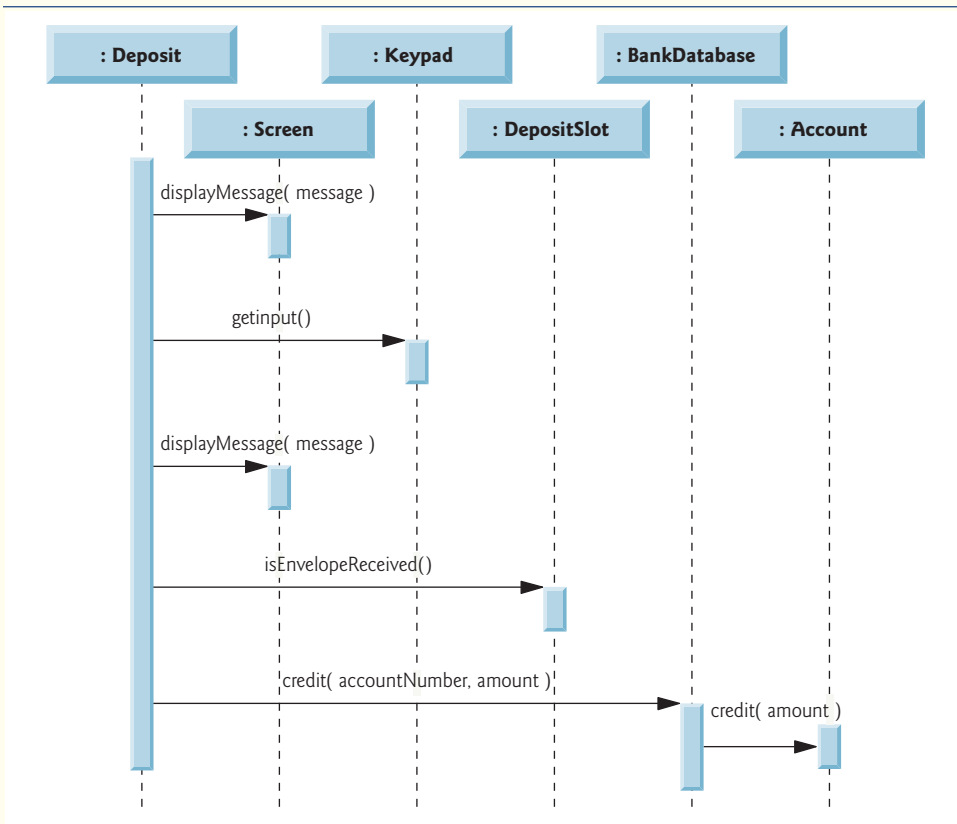 : Deposit
: Keypad
: BankDatabase
: Screen
: DepositSlot
: Account
displayMessage( message )
getinput()
displayMessage( message )
isEnvelopeReceived()
credit( accountNumber, amount )
credit( amount )